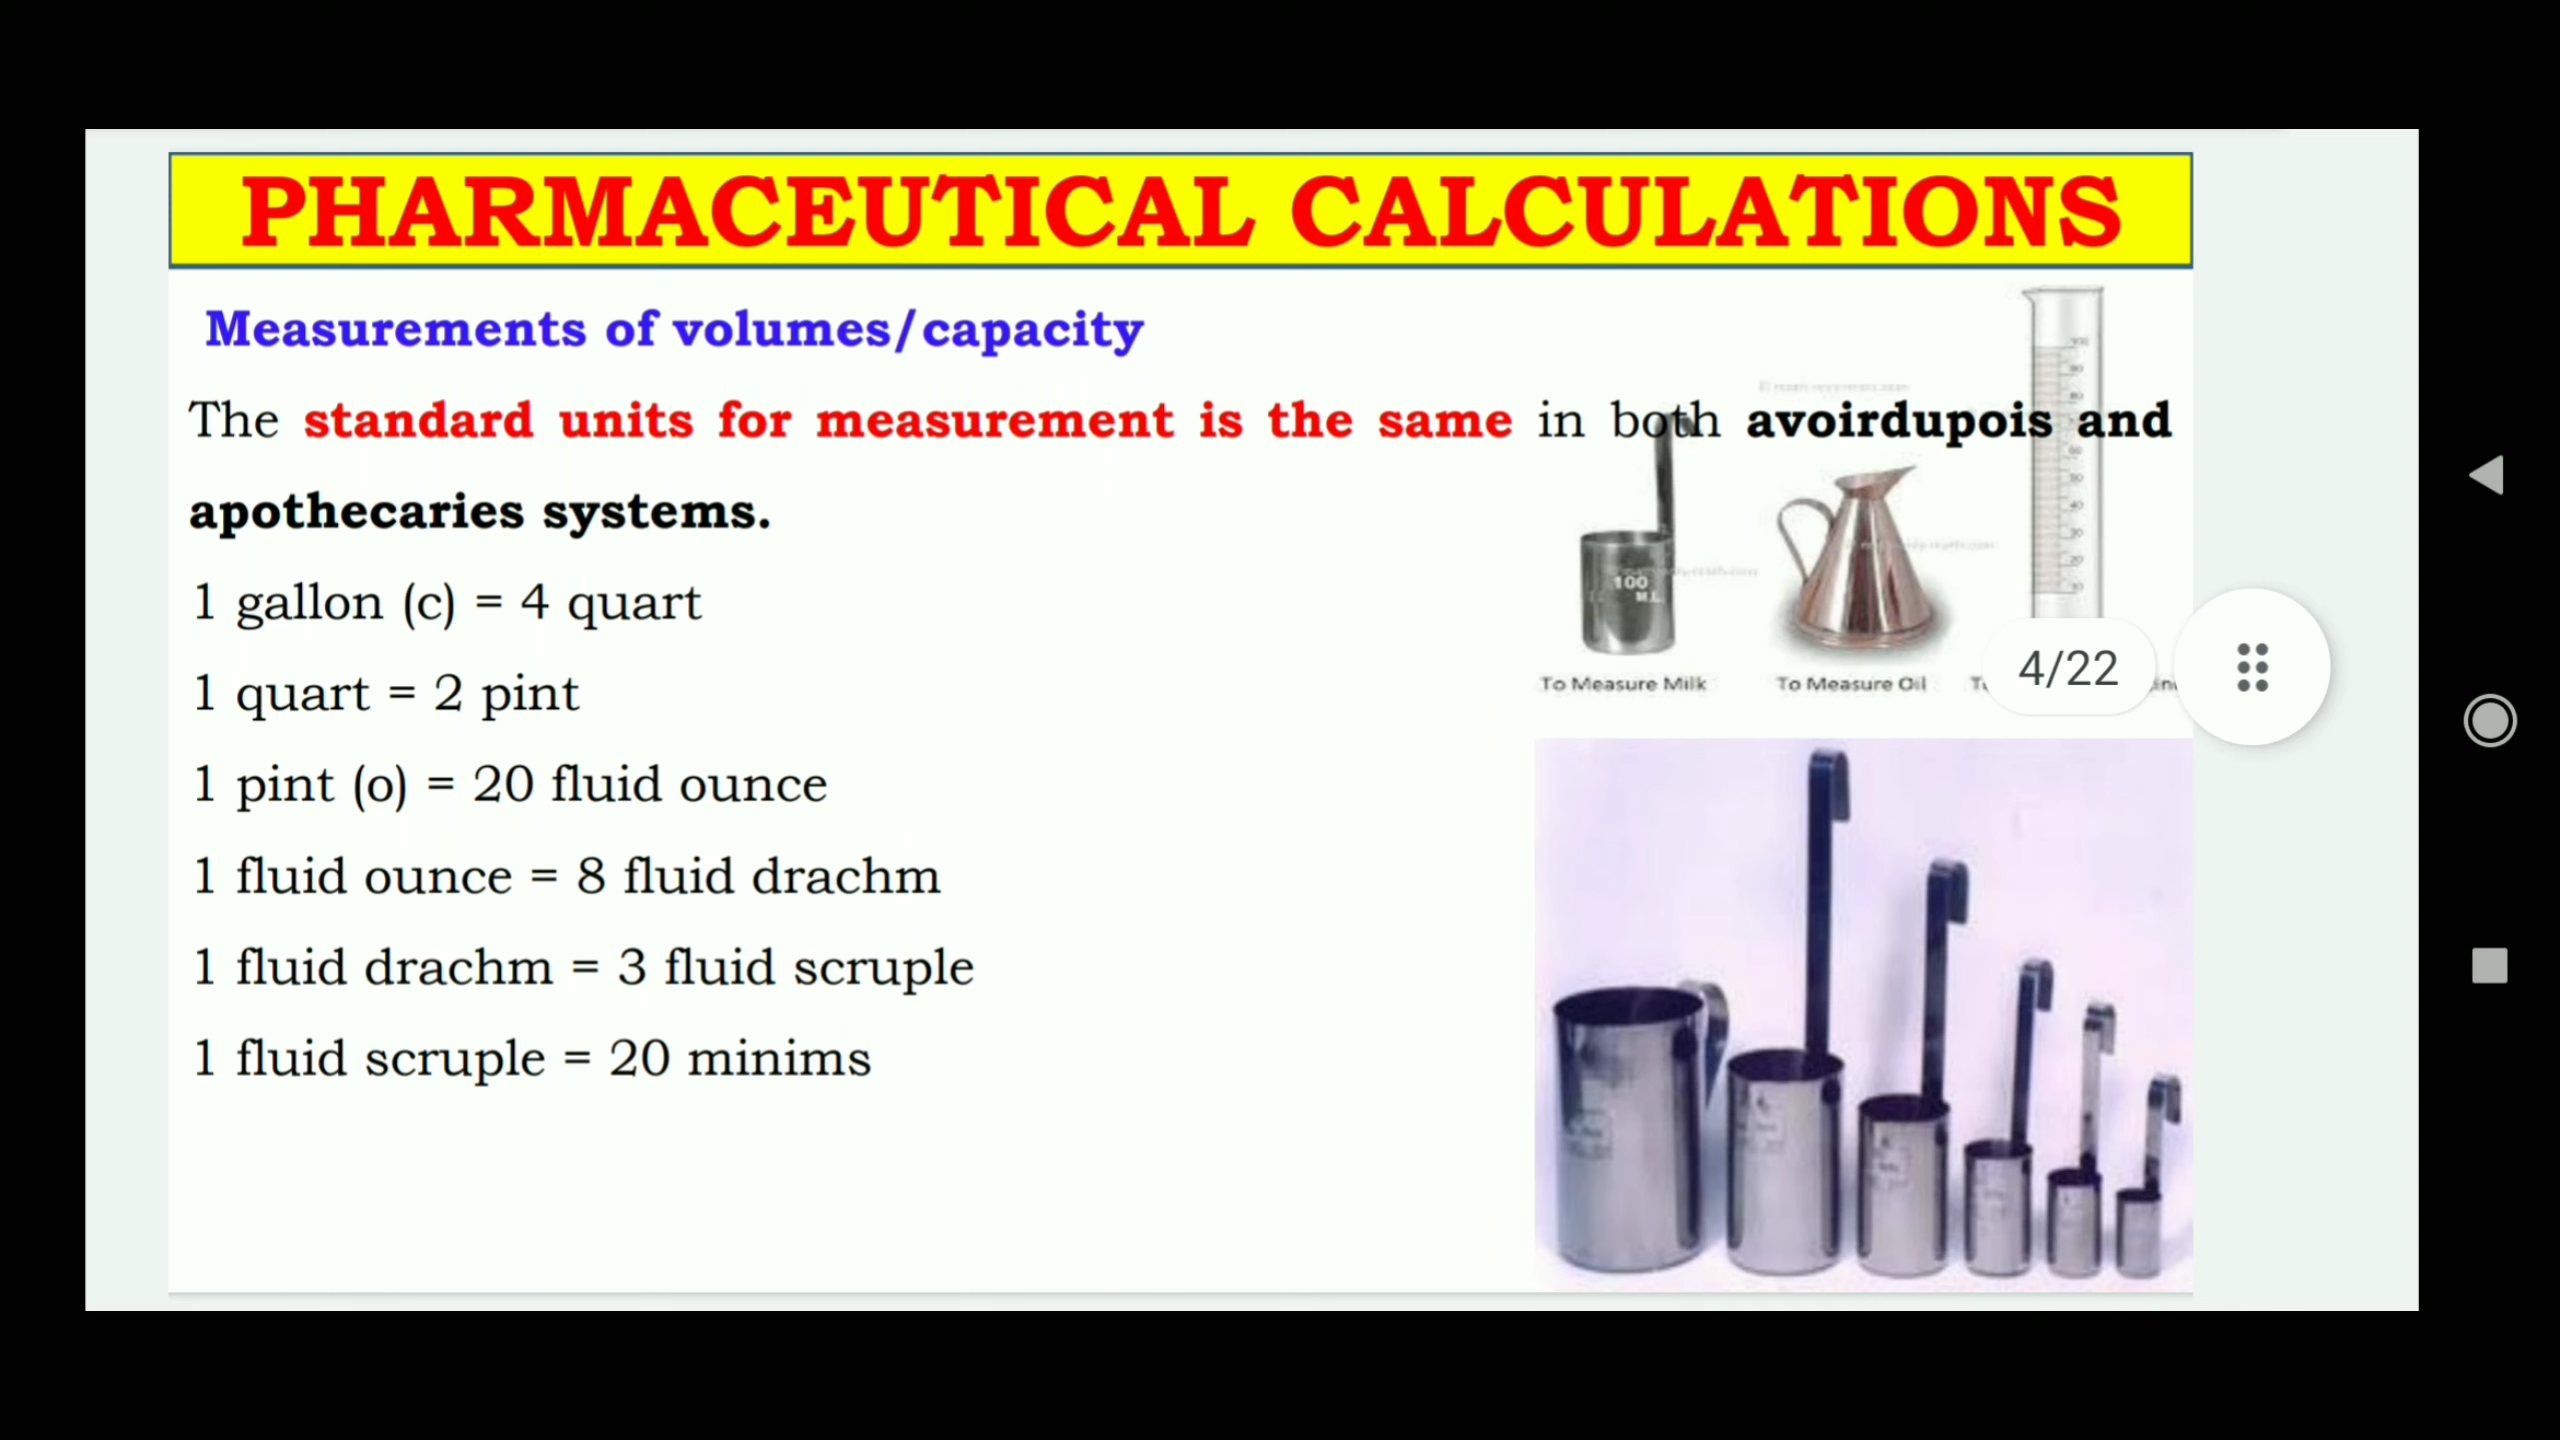 PHARMACEUTICAL CALCULATIONS
Measurements of volumes/capacity
The standard units for measurement is the same in both avoirdupois and
apothecaries systems.
1 gallon (c) = 4 quart
1 quart = 2 pint
1 pint (o) = 20 fluid ounce
1 fluid ounce = 8 fluid drachm
1 fluid drachm = 3 fluid scruple
1 fluid scruple = 20 minims
100
M.L.
To Measure Milk
To Measure Oil
4/22